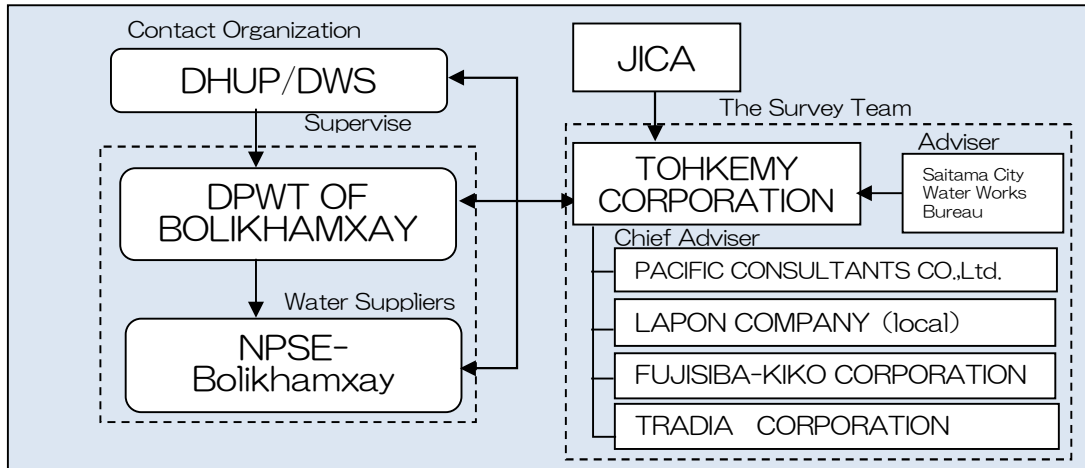 Contact Organization
DHUP/DWS
Supervise
DPWT OF
BOLIKHAMXAY
Water Suppliers
NPSE-
Bolikhamxay
JICA
The Survey Team
TOHKEMY
CORPORATION
Adviser
Saitama City
Water Works
Bureau
Chief Adviser
PACIFIC CONSULTANTS CO.,Ltd.
LAPON COMPANY (local)
FUJISIBA-KIKO CORPORATION
TRADIA CORPORATION